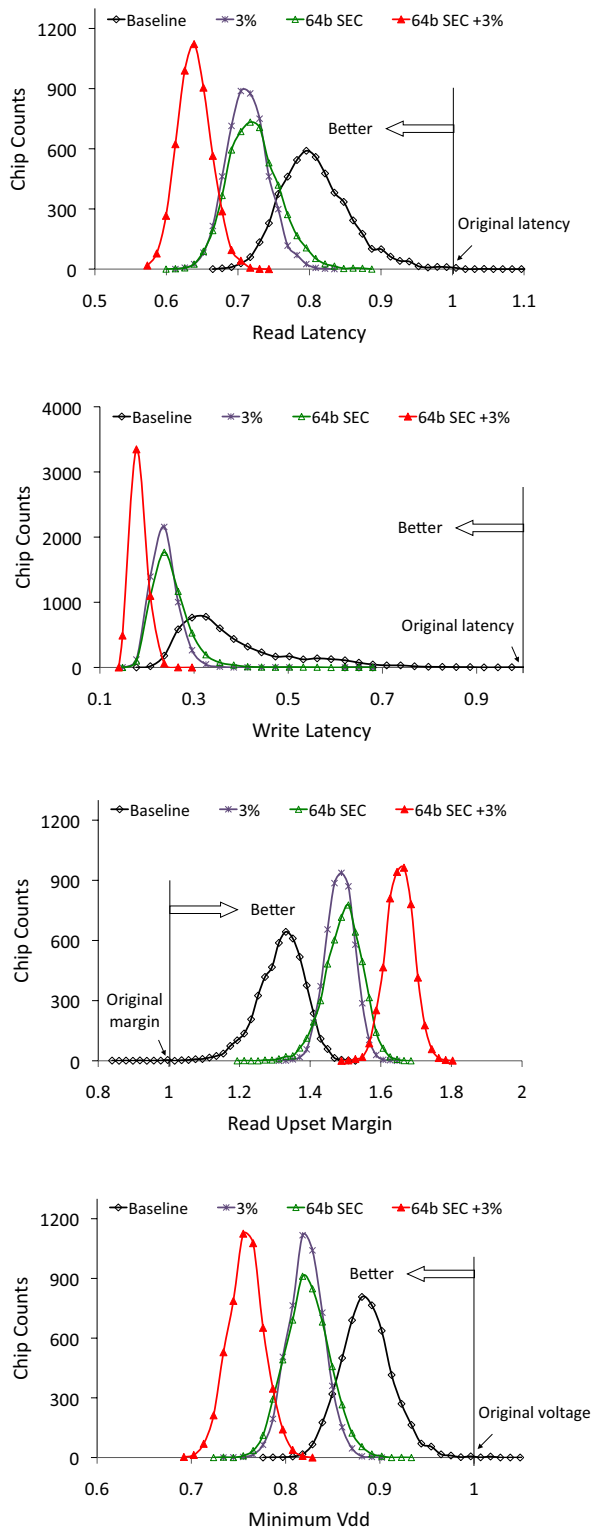 Baseline 3% 64b SEC 64b SEC +3%
1500
1200
900
600
300
0
Chip Counts
Better
Original latency
0.5 0.6 0.7 0.8 0.9 1 1.1
Read Latency
Baseline 3% 64b SEC 64b SEC +3%
4000
3000
2000
1000
0
Chip Counts
Better
Original latency
0.1 0.3 0.5 0.7 0.9
Write Latency
Baseline 3% 64b SEC 64b SEC +3%
1200
900
600
300
0
Chip Counts
Better
Original
margin
0.8 1 1.2 1.4 1.6 1.8 2
Read Upset Margin
Baseline 3% 64b SEC 64b SEC +3%
1200
900
600
300
0
Chip Counts
Better
Original voltage
0.6 0.7 0.8 0.9 1
Minimum Vdd